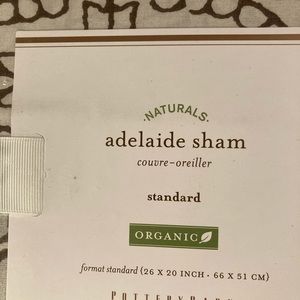 ·NATURALS·
adelaide sham
couvre-oreiller
standard
ORGANIC
format standard (26 X 20 INCH · 66 X 51 CM)